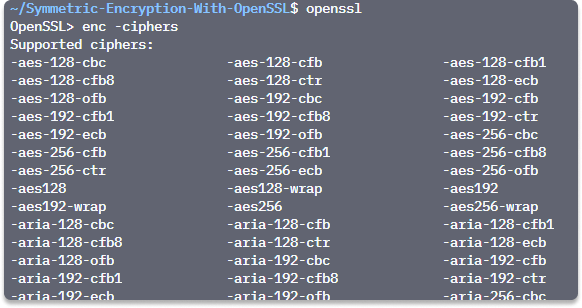 ~/Symmetric-Encryption-With-OpenSSL$ openssl
OpenSSL> enc -ciphers
Supported ciphers:
-aes-128-cbc -aes-128-cfb -aes-128-cfb1
-aes-128-cfb8 -aes-128-ctr -aes-128-ecb
-aes-128-ofb -aes-192-cbc -aes-192-cfb
-aes-192-cfb1 -aes-192-cfb8 -aes-192-ctr
-aes-192-ecb -aes-192-ofb -aes-256-cbc
-aes-256-cfb -aes-256-cfb1 -aes-256-cfb8
-aes-256-ctr -aes-256-ecb -aes-256-ofb
-aes128 -aes128-wrap -aes192
-aes192-wrap -aes256 -aes256-wrap
-aria-128-cbc -aria-128-cfb -aria-128-cfb1
-aria-128-cfb8 -aria-128-ctr -aria-128-ecb
-aria-128-ofb -aria-192-cbc -aria-192-cfb
-aria-192-cfb1 -aria-192-cfb8 -aria-192-ctr
-aria-192-ecb -aria-192-ofb -aria-256-cbc